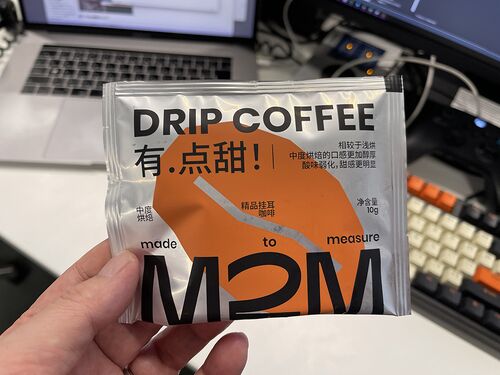 DRIP COFFEE
有.点甜！
相较于浅烘
中度烘焙的口感更加醇厚
酸味弱化，甜感更明显
中度
烘焙
精品挂耳
咖啡
净含量
10g
made to measure
M2M